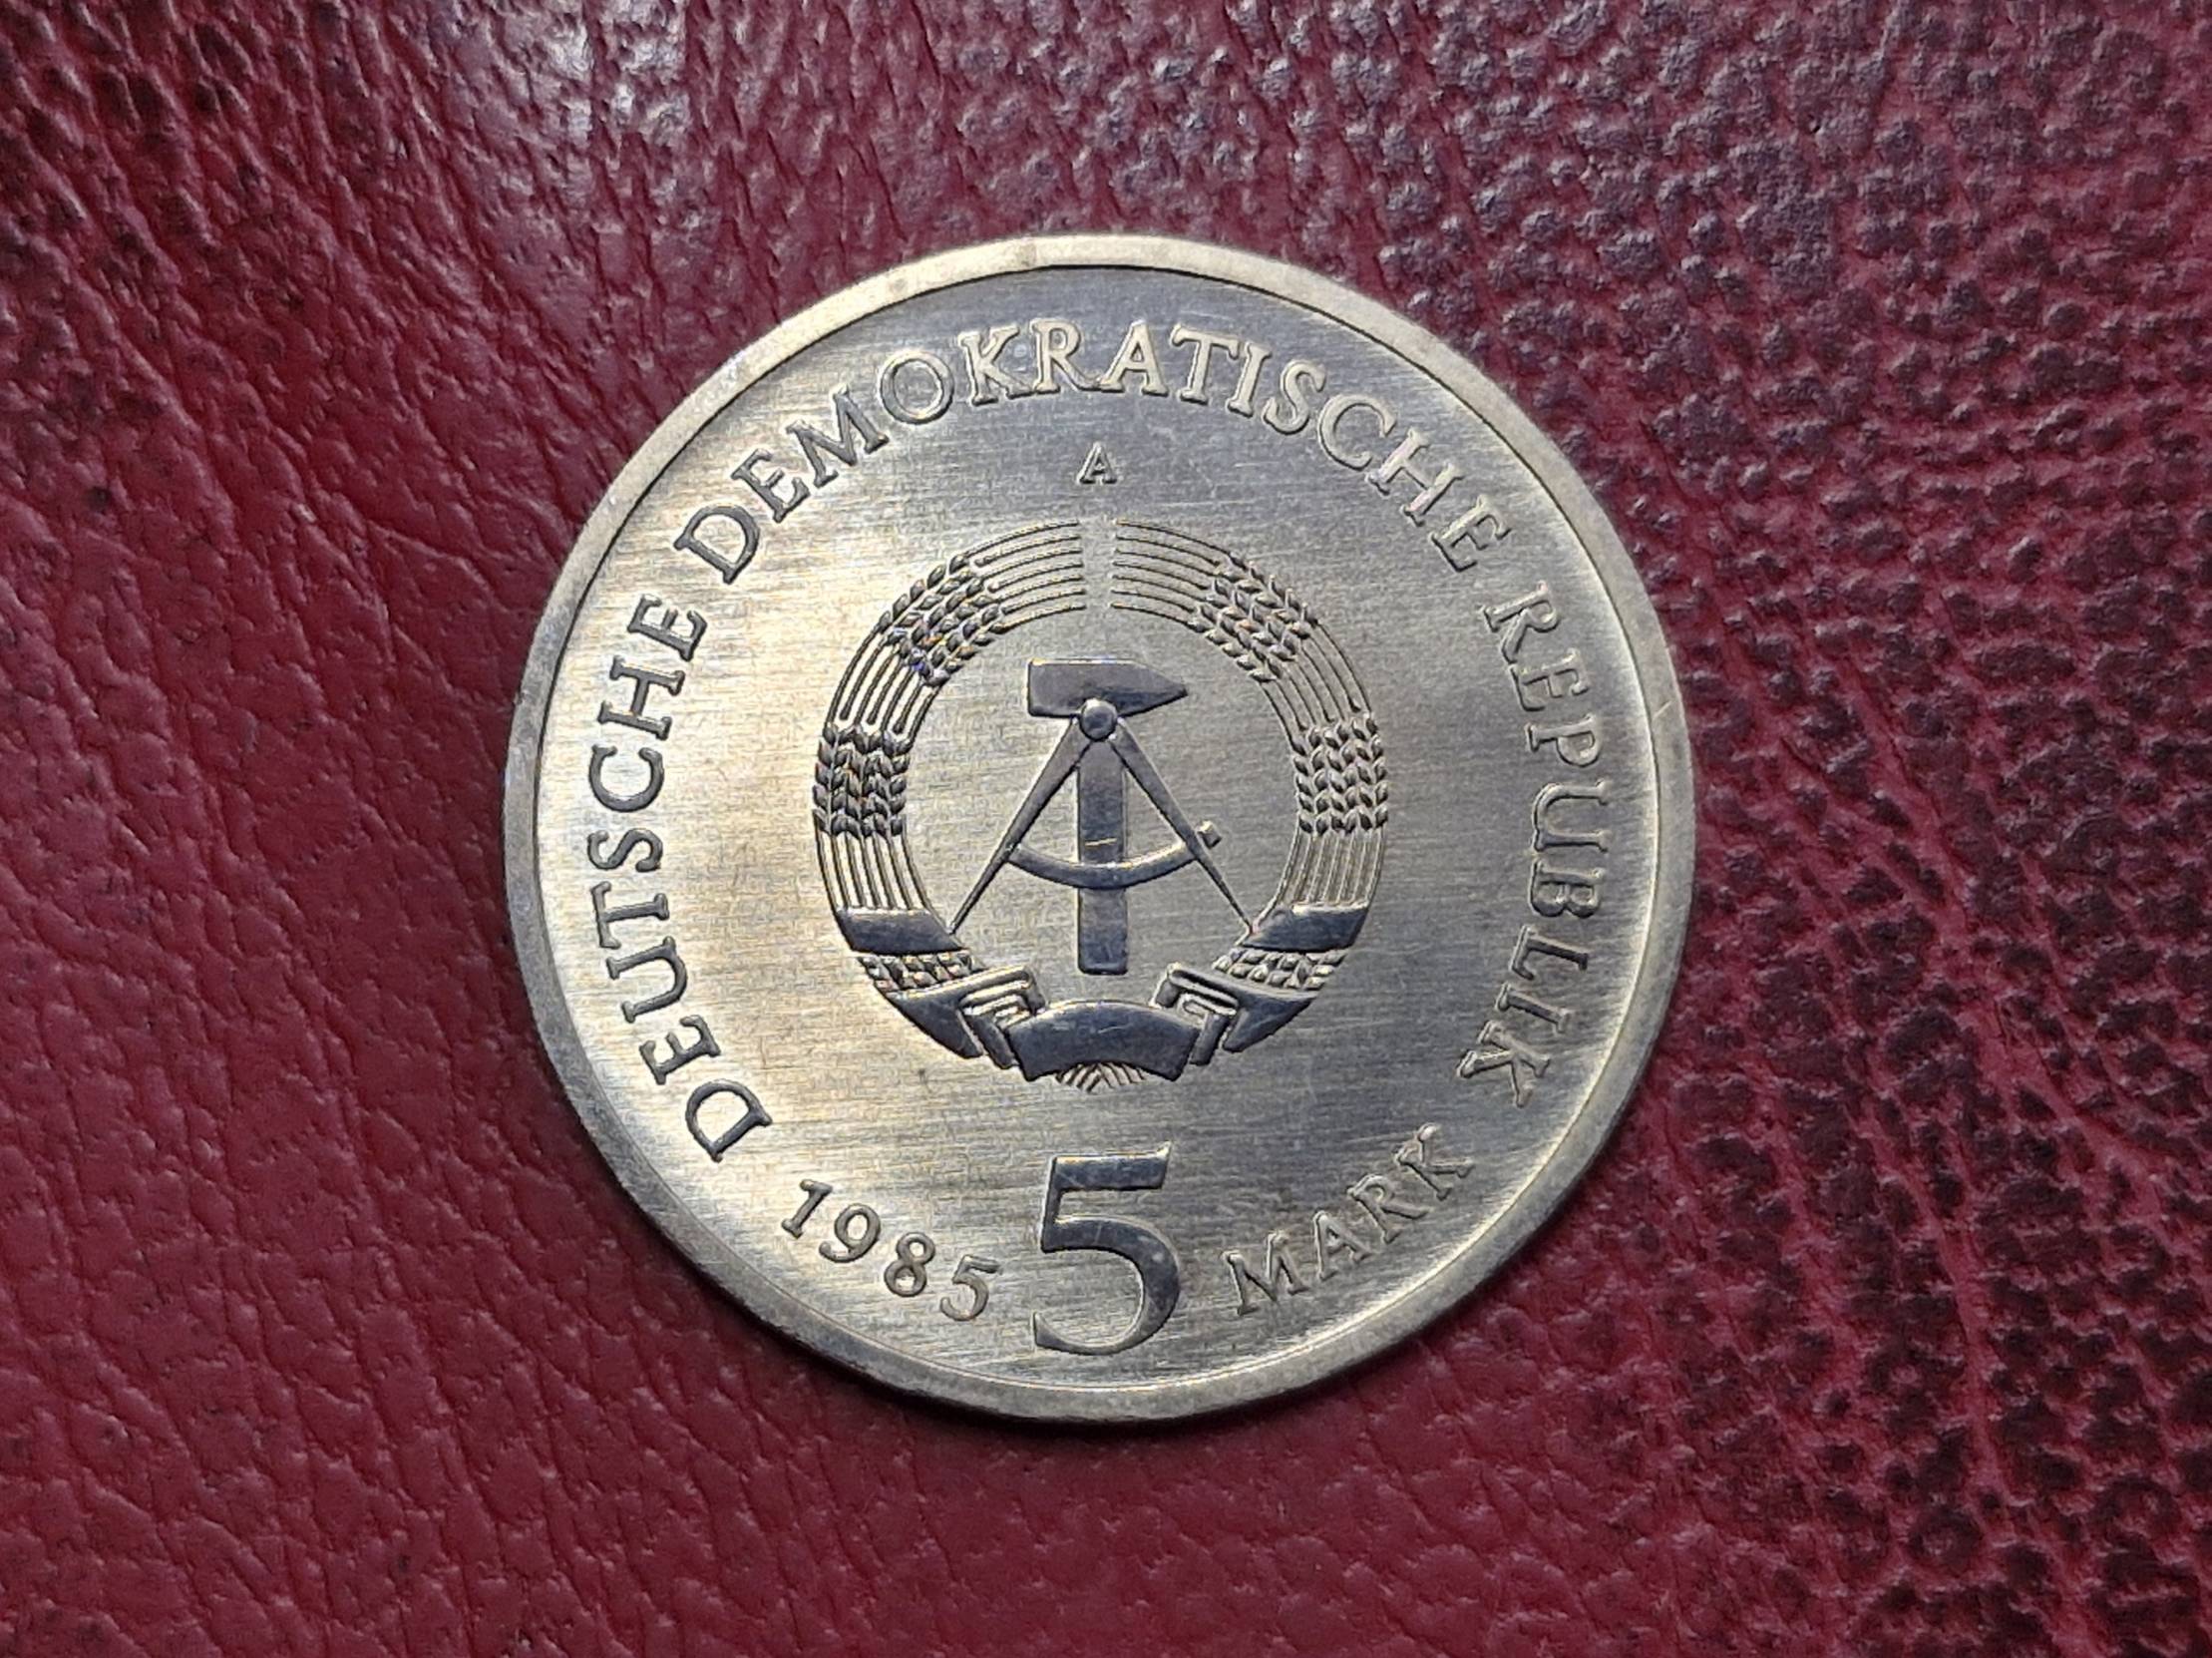 DEUTSCHE DEMOKRATISCHE REPUBLIK
A
1985 5 MARK